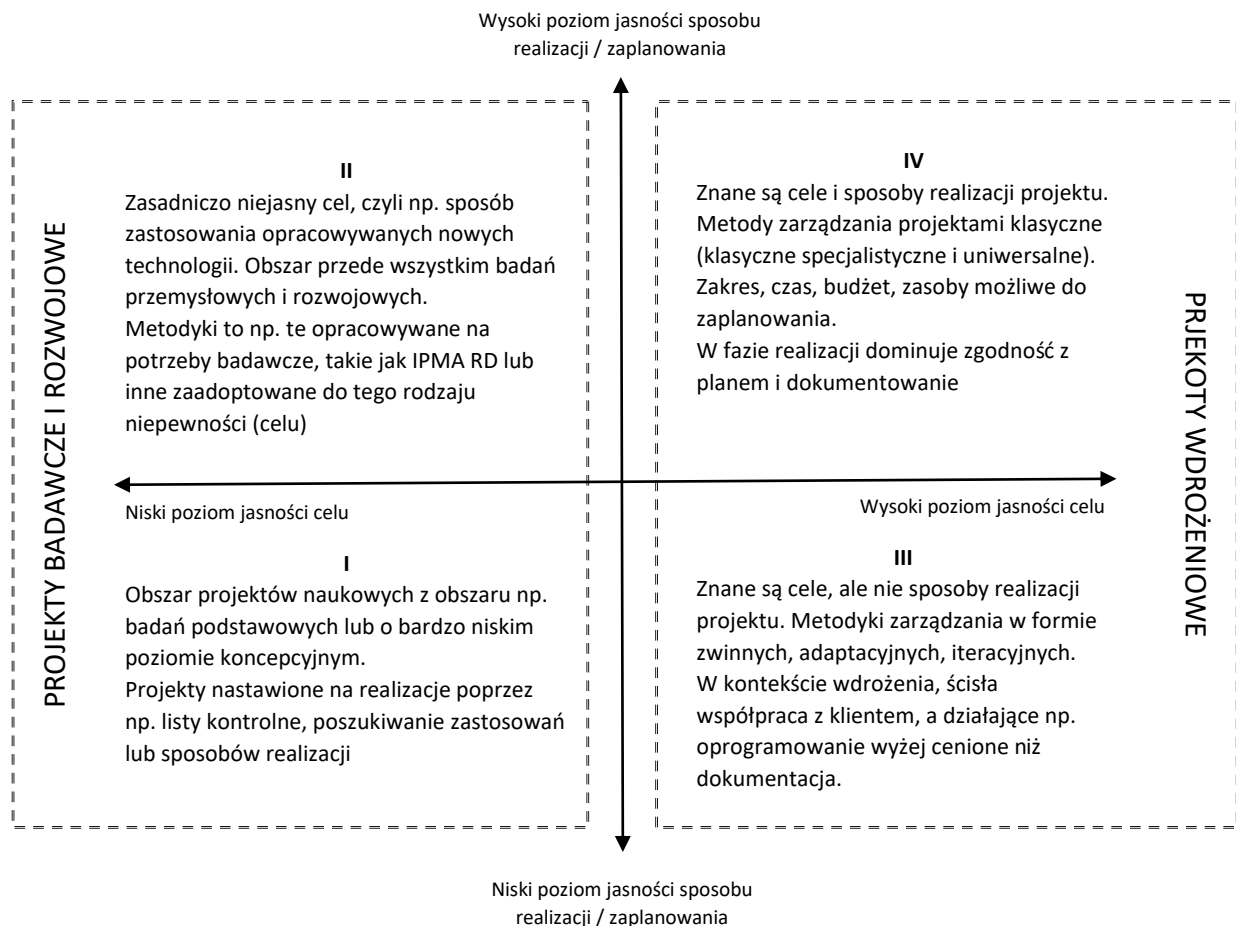 Wysoki poziom jasności sposobu
realizacji / zaplanowania
PROJEKTY BADAWCZE I ROZWOJOWE
II
Zasadniczo niejasny cel, czyli np. sposób
zastosowania opracowywanych nowych
technologii. Obszar przede wszystkim badań
przemysłowych i rozwojowych.
Metodyki to np. te opracowywane na
potrzeby badawcze, takie jak IPMA RD lub
inne zaadoptowane do tego rodzaju
niepewności (celu)
IV
Znane są cele i sposoby realizacji projektu.
Metody zarządzania projektami klasyczne
(klasyczne specjalistyczne i uniwersalne).
Zakres, czas, budżet, zasoby możliwe do
zaplanowania.
W fazie realizacji dominuje zgodność z
planem i dokumentowanie
PRJEKOTY WDROŻENIOWE
Niski poziom jasności celu
Wysoki poziom jasności celu
I
Obszar projektów naukowych z obszaru np.
badań podstawowych lub o bardzo niskim
poziomie koncepcyjnym.
Projekty nastawione na realizacje poprzez
np. listy kontrolne, poszukiwanie zastosowań
lub sposobów realizacji
III
Znane są cele, ale nie sposoby realizacji
projektu. Metodyki zarządzania w formie
zwinnych, adaptacyjnych, iteracyjnych.
W kontekście wdrożenia, ścisła
współpraca z klientem, a działające np.
oprogramowanie wyżej cenione niż
dokumentacja.
Niski poziom jasności sposobu
realizacji / zaplanowania